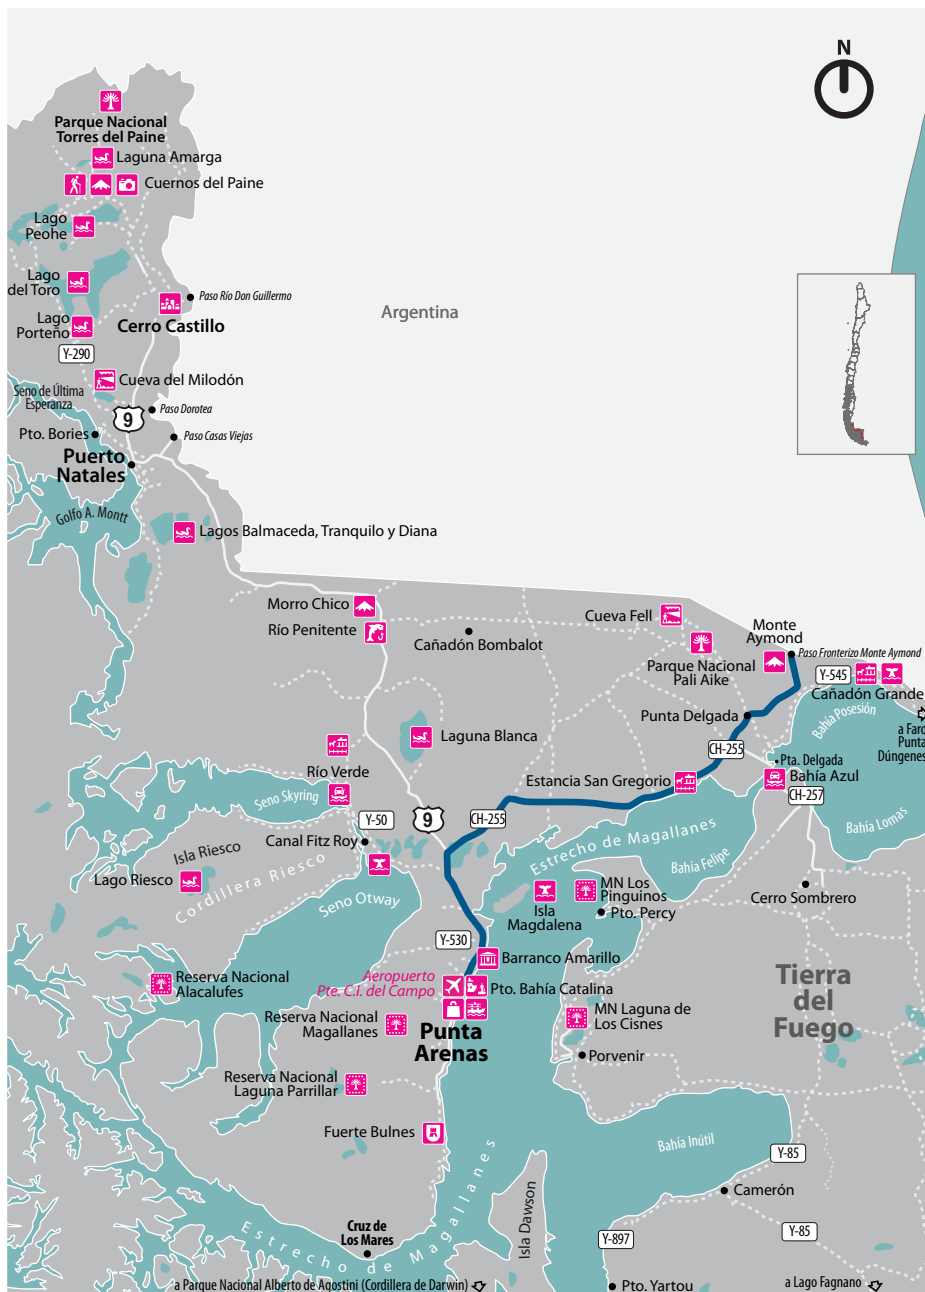 N
Parque Nacional
Torres del Paine
Laguna Amarga
Cuernos del Paine
Lago
Peohe
Lago
del Toro
Paso Río Don Guillermo
Cerro Castillo
Argentina
Lago
Porteño
Y-290
Cueva del Milodón
Seno de Última
Esperanza
9
Paso Dorotea
Pto. Bories
Paso Casas Viejas
Puerto
Natales
Golfo A. Montt
Lagos Balmaceda, Tranquilo y Diana
Morro Chico
Río Penitente
Cañadón Bombalot
Cueva Fell
Monte
Aymond
Paso Fronterizo Monte Aymond
Parque Nacional
Pali Aike
Y-545
Cañadón Grande
Punta Delgada
Bahía Posesión
a Faro
Punta
Dúngenes
Laguna Blanca
CH-255
Pta. Delgada
Bahía Azul
Río Verde
Estancia San Gregorio
CH-257
Seno Skyring
Y-50
9
CH-255
Estrecho de Magallanes
Bahía Lomas
Canal Fitz Roy
Isla Riesco
Bahía Felipe
Lago Riesco
Cordillera Riesco
Seno Otway
MN Los
Pinguinos
Cerro Sombrero
Isla
Magdalena
Pto. Percy
Y-530
Barranco Amarillo
Reserva Nacional
Alacalufes
Aeropuerto
Pte. C.I. del Campo
Pto. Bahía Catalina
Tierra
del
Fuego
Reserva Nacional
Magallanes
Punta
Arenas
MN Laguna de
Los Cisnes
Porvenir
Reserva Nacional
Laguna Parrillar
Fuerte Bulnes
Bahía Inútil
Y-85
Camerón
Isla Dawson
Estrecho de Magallanes
Cruz de
Los Mares
Y-897
Y-85
a Parque Nacional Alberto de Agostini (Cordillera de Darwin)
Pto. Yartou
a Lago Fagnano